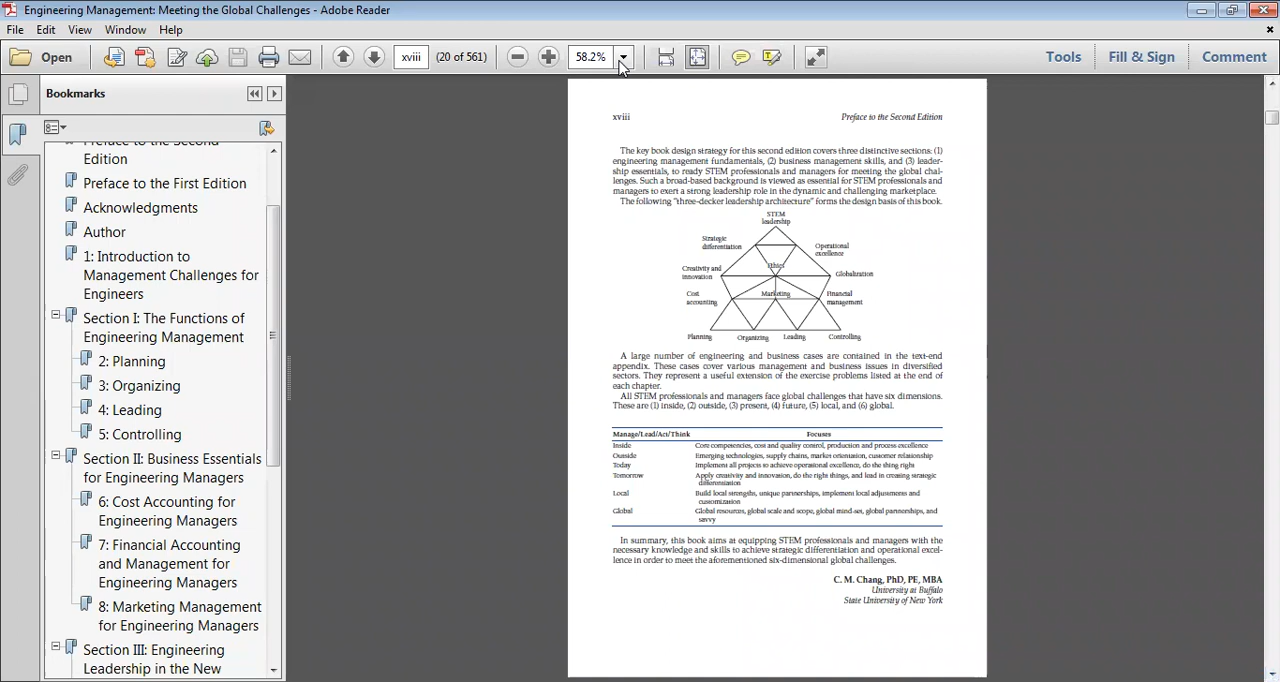 Engineering Management: Meeting the Global Challenges - Adobe Reader
File Edit View Window Help
Open xviii (20 of 561) 58.2% Tools Fill & Sign Comment
Bookmarks
Preface to the Second
Edition
Preface to the First Edition
Acknowledgments
Author
1: Introduction to
Management Challenges for
Engineers
Section I: The Functions of
Engineering Management
2: Planning
3: Organizing
4: Leading
5: Controlling
Section II: Business Essentials
for Engineering Managers
6: Cost Accounting for
Engineering Managers
7: Financial Accounting
and Management for
Engineering Managers
8: Marketing Management
for Engineering Managers
Section III: Engineering
Leadership in the New
xviii Preface to the Second Edition
The key book design strategy for this second edition covers three distinctive sections: (1)
engineering management fundamentals, (2) business management skills, and (3) leader-
ship essentials, to ready STEM professionals and managers for meeting the global chal-
lenges. Such a broad-based background is viewed as essential for STEM professionals and
managers to exert a strong leadership role in the dynamic and challenging marketplace.
The following "three-decker leadership architecture" forms the design basis of this book.
STEM
leadership
Strategic
differentiation
Operational
excellence
Ethics
Creativity and
innovation
Globalization
Cost
accounting
Marketing
Financial
management
Planning Organizing Leading Controlling
A large number of engineering and business cases are contained in the text-end
appendix. These cases cover various management and business issues in diversified
sectors. They represent a useful extension of the exercise problems listed at the end of
each chapter.
All STEM professionals and managers face global challenges that have six dimensions.
These are (1) inside, (2) outside, (3) present, (4) future, (5) local, and (6) global.
Manage/Lead/Act/Think Focuses
Inside Core competencies, cost and quality control, production and process excellence
Outside Emerging technologies, supply chains, market orientation, customer relationship
Today Implement all projects to achieve operational excellence, do the thing right
Tomorrow Apply creativity and innovation, do the right things, and lead in creating strategic
differentiation
Local Build local strengths, unique partnerships, implement local adjustments and
customization
Global Global resources, global scale and scope, global mind-set, global partnerships, and
savvy
In summary, this book aims at equipping STEM professionals and managers with the
necessary knowledge and skills to achieve strategic differentiation and operational excel-
lence in order to meet the aforementioned six-dimensional global challenges.
C. M. Chang, PhD, PE, MBA
University at Buffalo
State University of New York